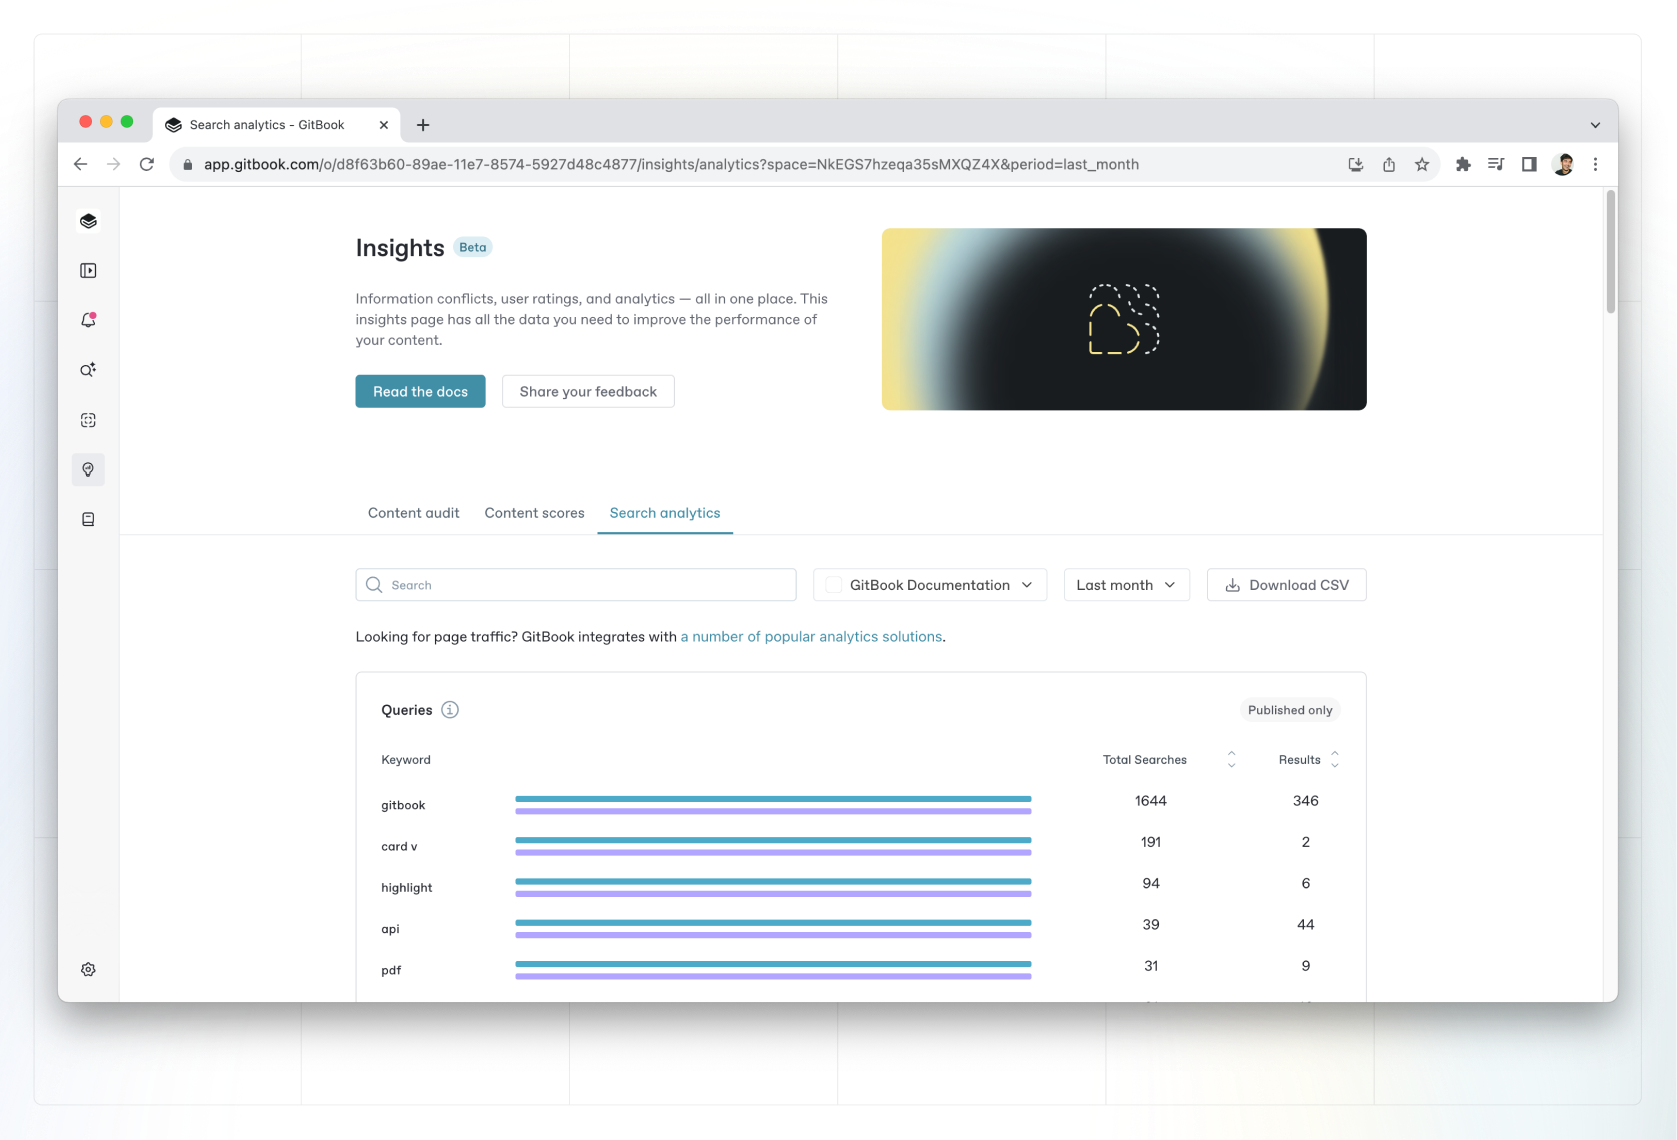 Search analytics - GitBook
app.gitbook.com/o/d8f63b60-89ae-11e7-8574-5927d48c4877/insights/analytics?space=NkEGS7hzeqa35sMXQZ4X&period=last_month
Insights Beta
Information conflicts, user ratings, and analytics — all in one place. This
insights page has all the data you need to improve the performance of
your content.
Read the docs Share your feedback
Content audit Content scores Search analytics
Search GitBook Documentation Last month Download CSV
Looking for page traffic? GitBook integrates with a number of popular analytics solutions.
Queries Published only
Keyword Total Searches Results
gitbook 1644 346
card v 191 2
highlight 94 6
api 39 44
pdf 31 9